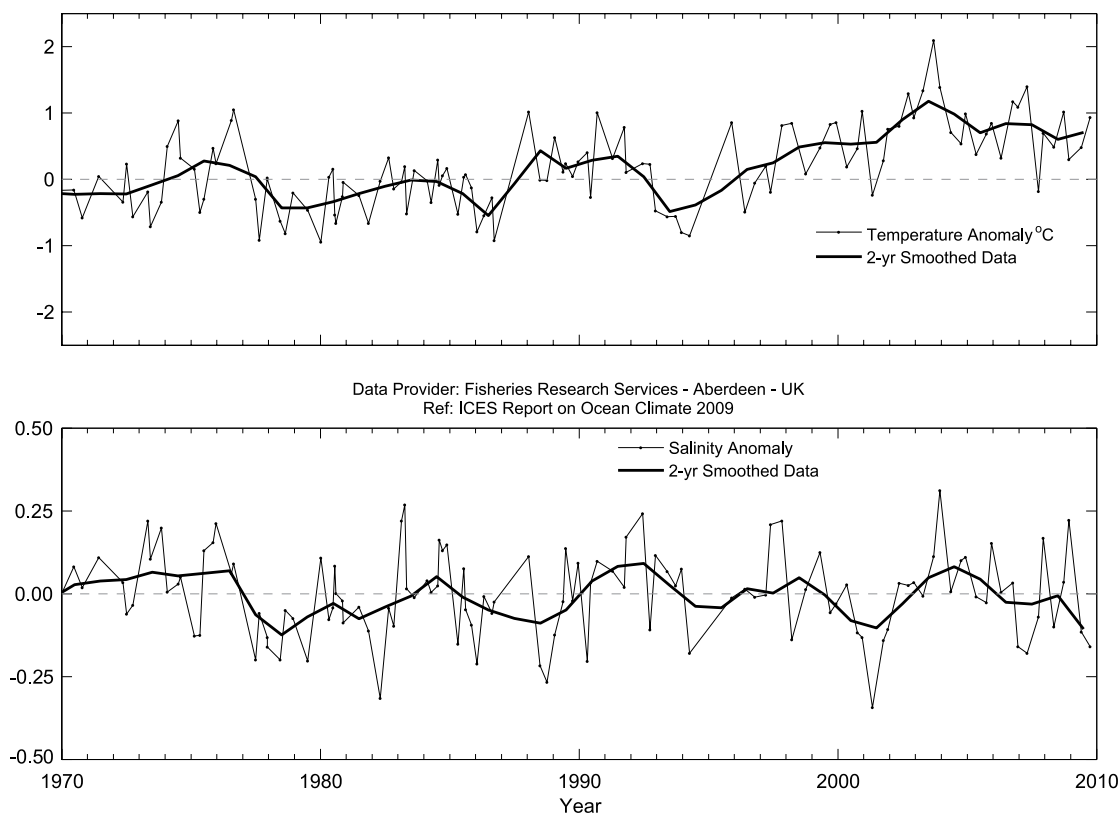 2
1
0
-1
-2
Temperature Anomaly °C
2-yr Smoothed Data
Data Provider: Fisheries Research Services - Aberdeen - UK
Ref: ICES Report on Ocean Climate 2009
0.50
0.25
0.00
-0.25
-0.50
Salinity Anomaly
2-yr Smoothed Data
1970 1980 1990 2000 2010
Year